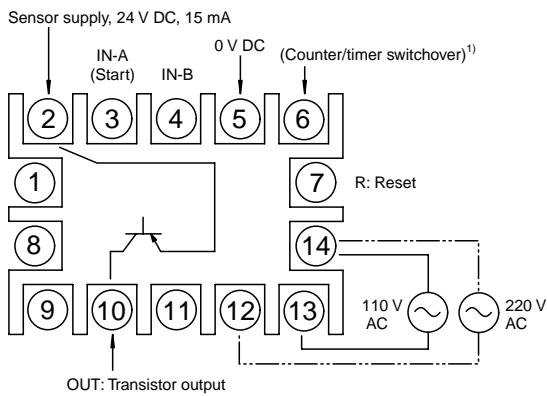 Sensor supply, 24 V DC, 15 mA
IN-A
(Start)
IN-B
0 V DC
(Counter/timer switchover)1)
2
3
4
5
6
1
7
R: Reset
8
14
9
10
11
12
13
110 V
AC
220 V
AC
OUT: Transistor output